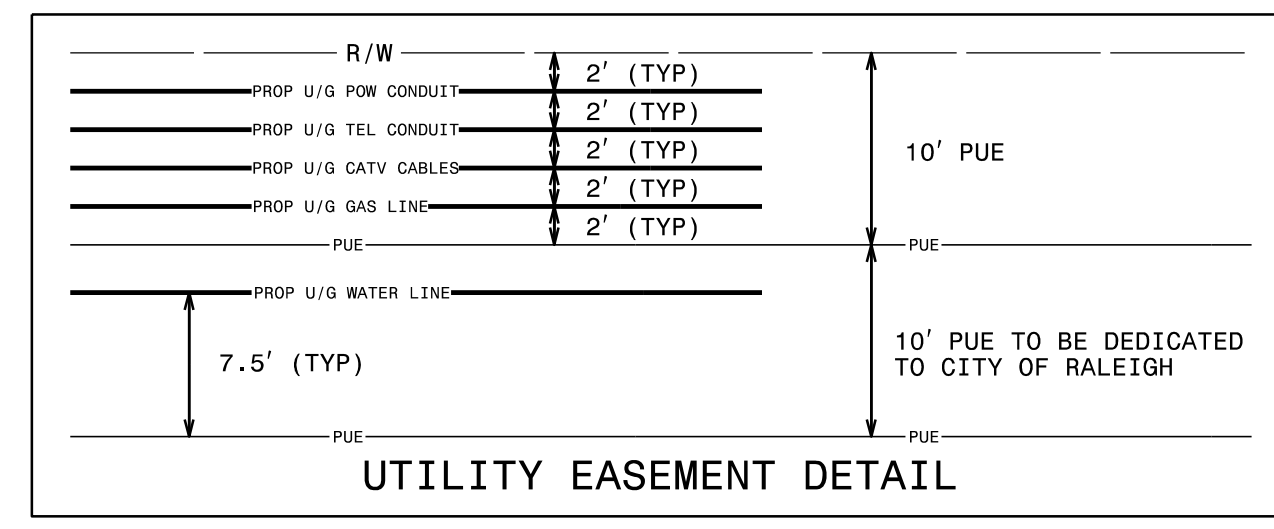 R/W
2' (TYP)
PROP U/G POW CONDUIT
2' (TYP)
PROP U/G TEL CONDUIT
2' (TYP)
10' PUE
PROP U/G CATV CABLES
2' (TYP)
PROP U/G GAS LINE
2' (TYP)
PUE
PUE
PROP U/G WATER LINE
7.5' (TYP)
10' PUE TO BE DEDICATED
TO CITY OF RALEIGH
PUE
PUE
UTILITY EASEMENT DETAIL